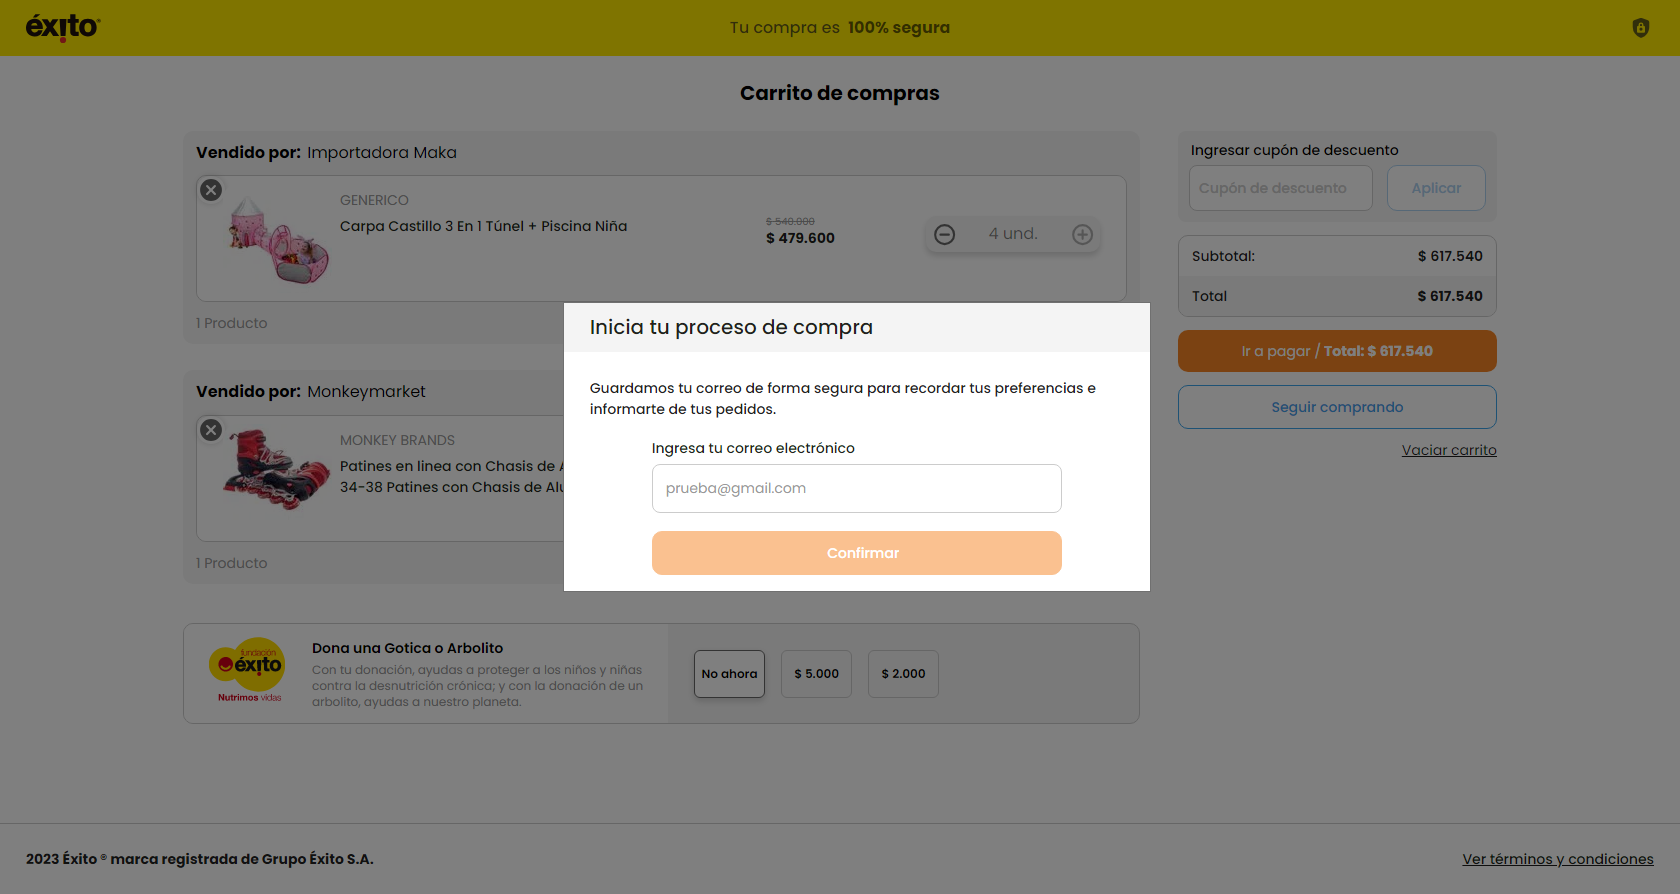 éxito®
Tu compra es 100% segura
Carrito de compras
Vendido por: Importadora Maka
GENERICO
Carpa Castillo 3 En 1 Túnel + Piscina Niña
$ 540.000
$ 479.600
4 und.
1 Producto
Vendido por: Monkeymarket
MONKEY BRANDS
Patines en linea con Chasis de A
34-38 Patines con Chasis de Alu
1 Producto
Ingresar cupón de descuento
Cupón de descuento
Aplicar
Subtotal: $ 617.540
Total $ 617.540
Ir a pagar / Total: $ 617.540
Seguir comprando
Vaciar carrito
Inicia tu proceso de compra
Guardamos tu correo de forma segura para recordar tus preferencias e
informarte de tus pedidos.
Ingresa tu correo electrónico
prueba@gmail.com
Confirmar
fundación
éxito
Nutrimos vidas
Dona una Gotica o Arbolito
Con tu donación, ayudas a proteger a los niños y niñas
contra la desnutrición crónica; y con la donación de un
arbolito, ayudas a nuestro planeta.
No ahora
$ 5.000
$ 2.000
2023 Éxito ® marca registrada de Grupo Éxito S.A.
Ver términos y condiciones